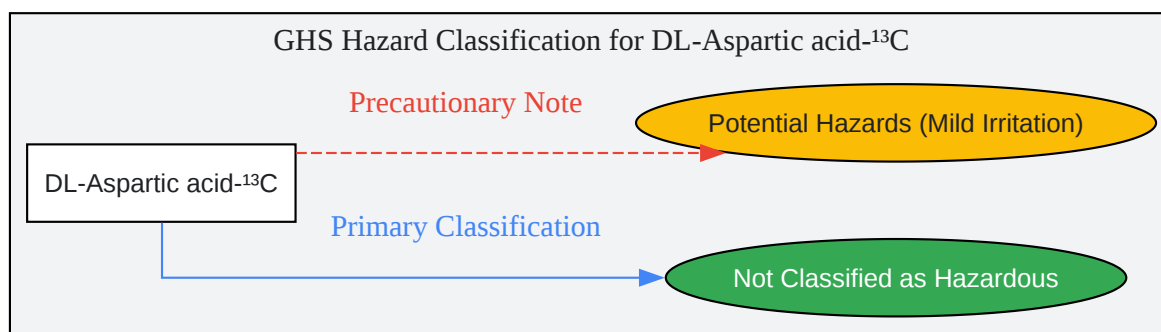 GHS Hazard Classification for DL-Aspartic acid-¹³C
Precautionary Note
Potential Hazards (Mild Irritation)
DL-Aspartic acid-¹³C
Primary Classification
Not Classified as Hazardous